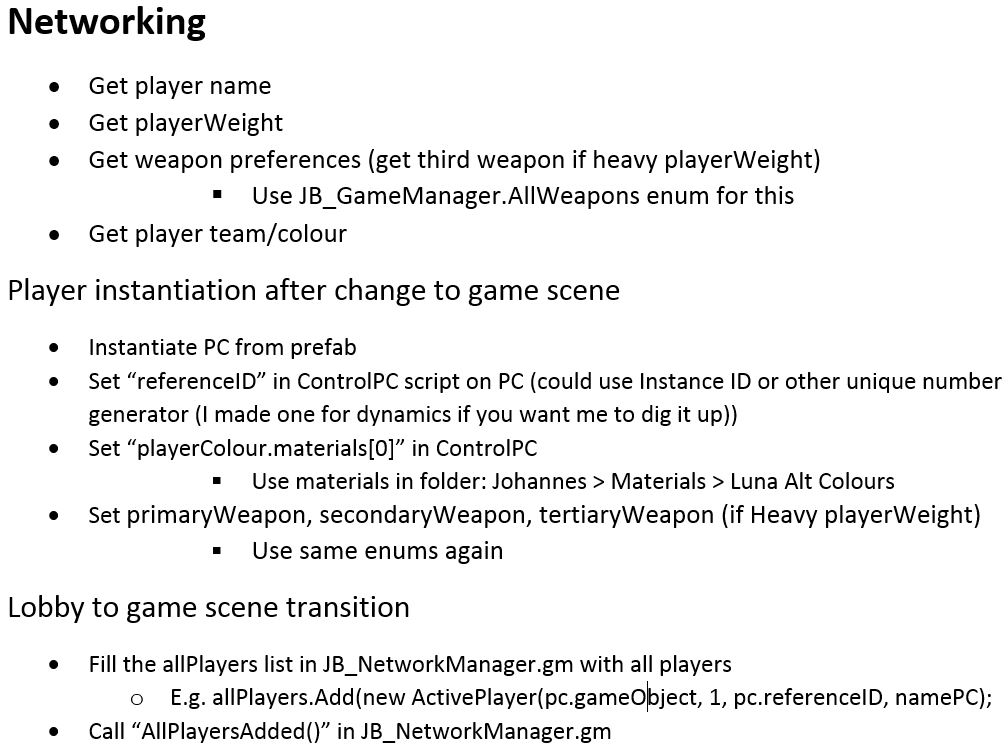 Networking
• Get player name
• Get playerWeight
• Get weapon preferences (get third weapon if heavy playerWeight)
▪ Use JB_GameManager.AllWeapons enum for this
• Get player team/colour
Player instantiation after change to game scene
• Instantiate PC from prefab
• Set “referenceID” in ControlPC script on PC (could use Instance ID or other unique number
generator (I made one for dynamics if you want me to dig it up))
• Set “playerColour.materials[0]” in ControlPC
▪ Use materials in folder: Johannes > Materials > Luna Alt Colours
• Set primaryWeapon, secondaryWeapon, tertiaryWeapon (if Heavy playerWeight)
▪ Use same enums again
Lobby to game scene transition
• Fill the allPlayers list in JB_NetworkManager.gm with all players
o E.g. allPlayers.Add(new ActivePlayer(pc.gameObject, 1, pc.referenceID, namePC);
• Call “AllPlayersAdded()” in JB_NetworkManager.gm